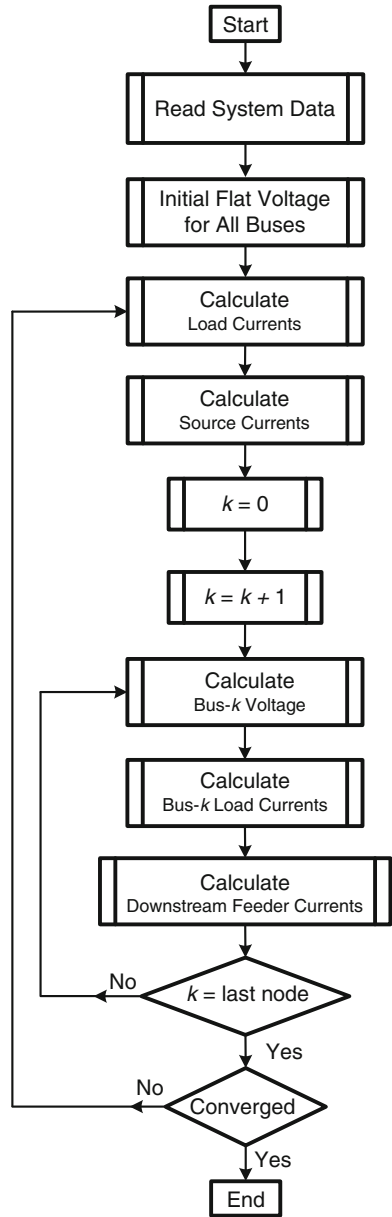 Start
Read System Data
Initial Flat Voltage
for All Buses
Calculate
Load Currents
Calculate
Source Currents
k = 0
k = k + 1
Calculate
Bus-k Voltage
Calculate
Bus-k Load Currents
Calculate
Downstream Feeder Currents
No
k = last node
Yes
No
Converged
Yes
End